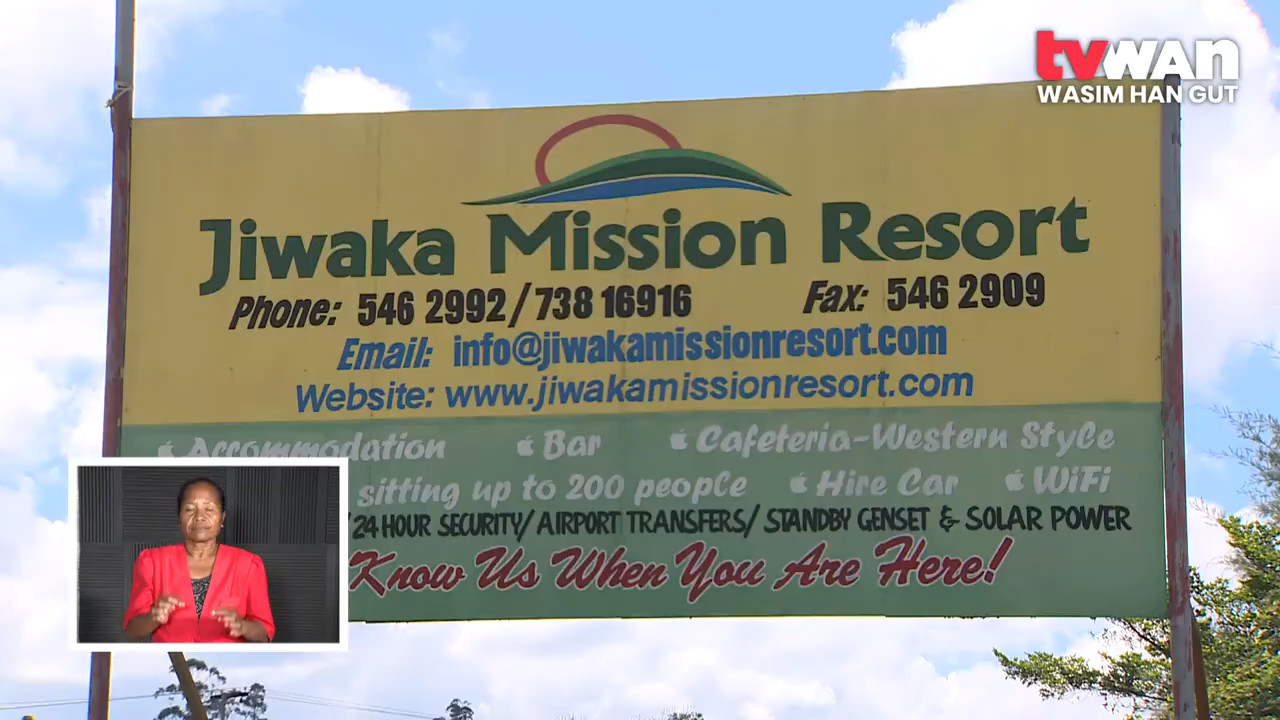 tvwan
WASIM HAN GUT
Jiwaka Mission Resort
Phone: 546 2992/738 16916 Fax: 546 2909
Email: info@jiwakamissionresort.com
Website: www.jiwakamissionresort.com
Accommodation Bar Cafeteria-Western Style
sitting up to 200 people Hire Car WiFi
/24 HOUR SECURITY/ AIRPORT TRANSFERS/ STANDBY GENSET & SOLAR POWER
Know Us When You Are Here!